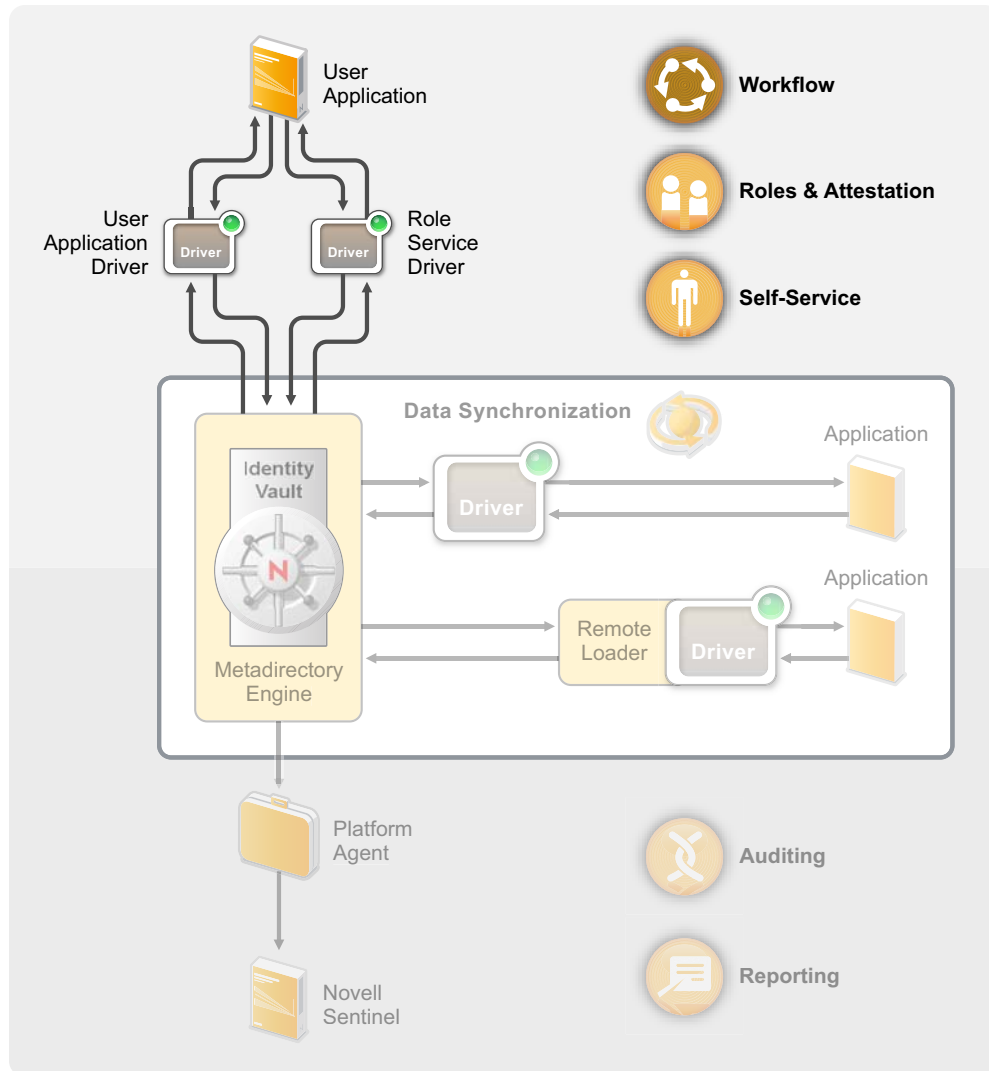 User
Application
Workflow
Roles & Attestation
User
Application
Driver
Driver
Driver
Role
Service
Driver
Self-Service
Data Synchronization
Application
Identity
Vault
Driver
N
Application
Remote
Loader
Driver
Metadirectory
Engine
Platform
Agent
Auditing
Reporting
Novell
Sentinel